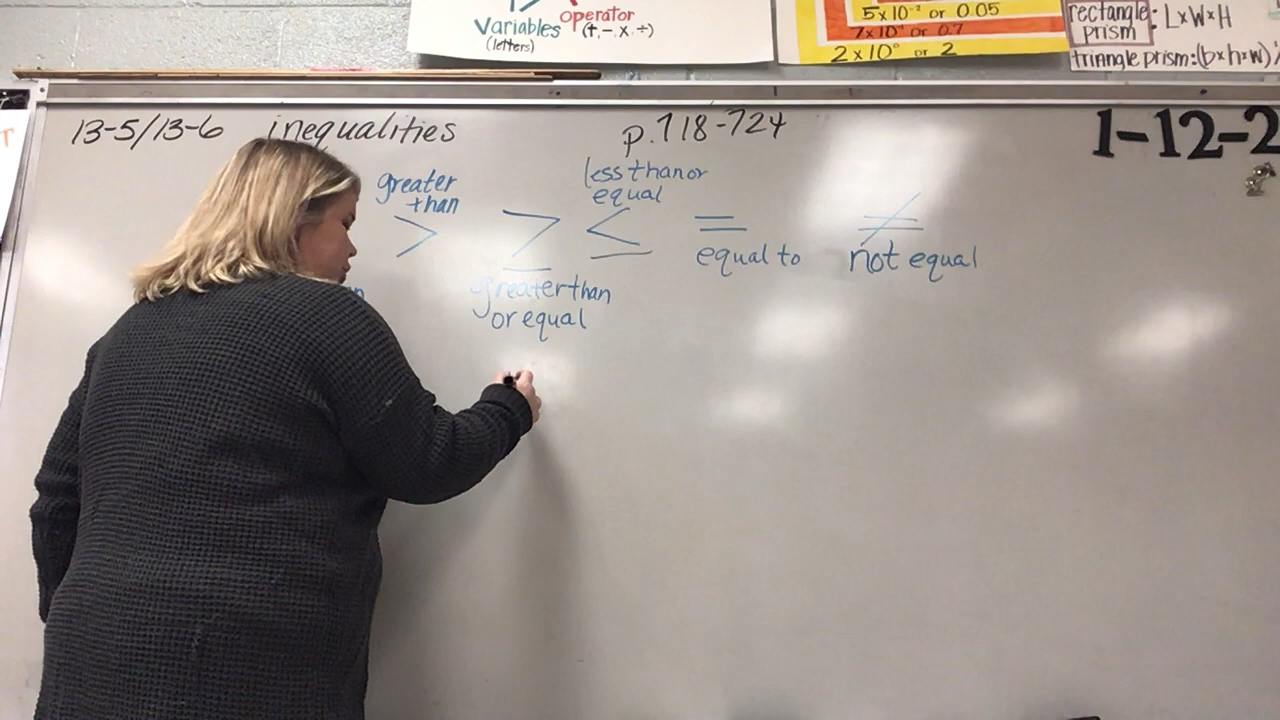 Variables operator
(letters) (+, -, x, ÷)
5x10⁻² or 0.05
2x10⁰ or 2
rectangle: LxWxH
prism
triangle prism:(bxh÷w)
13-5/13-6 inequalities p.718-724 1-12-2
greater than
>
≥
greater than
or equal
less than or
equal
≤
=
equal to
≠
not equal